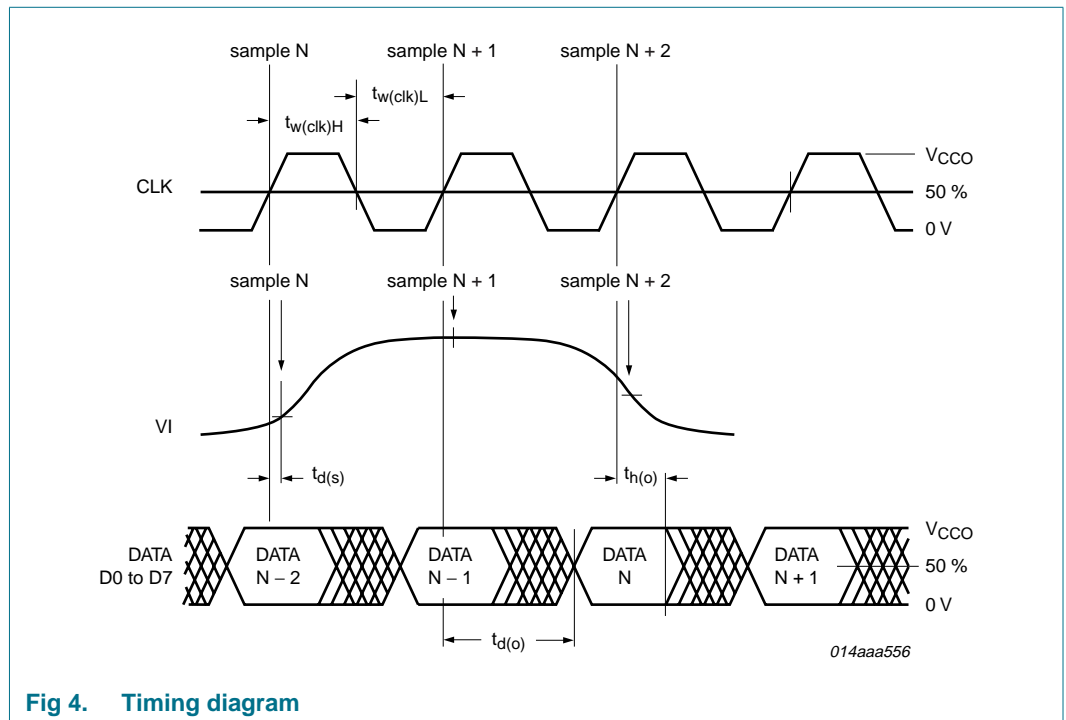 sample N sample N + 1 sample N + 2
tw(clk)L
tw(clk)H
VCCO
CLK 50 %
0 V
sample N sample N + 1 sample N + 2
VI
td(s) th(o)
VCCO
DATA DATA DATA DATA DATA
50 %
D0 to D7 N − 2 N − 1 N N + 1
0 V
td(o)
014aaa556
Fig 4. Timing diagram